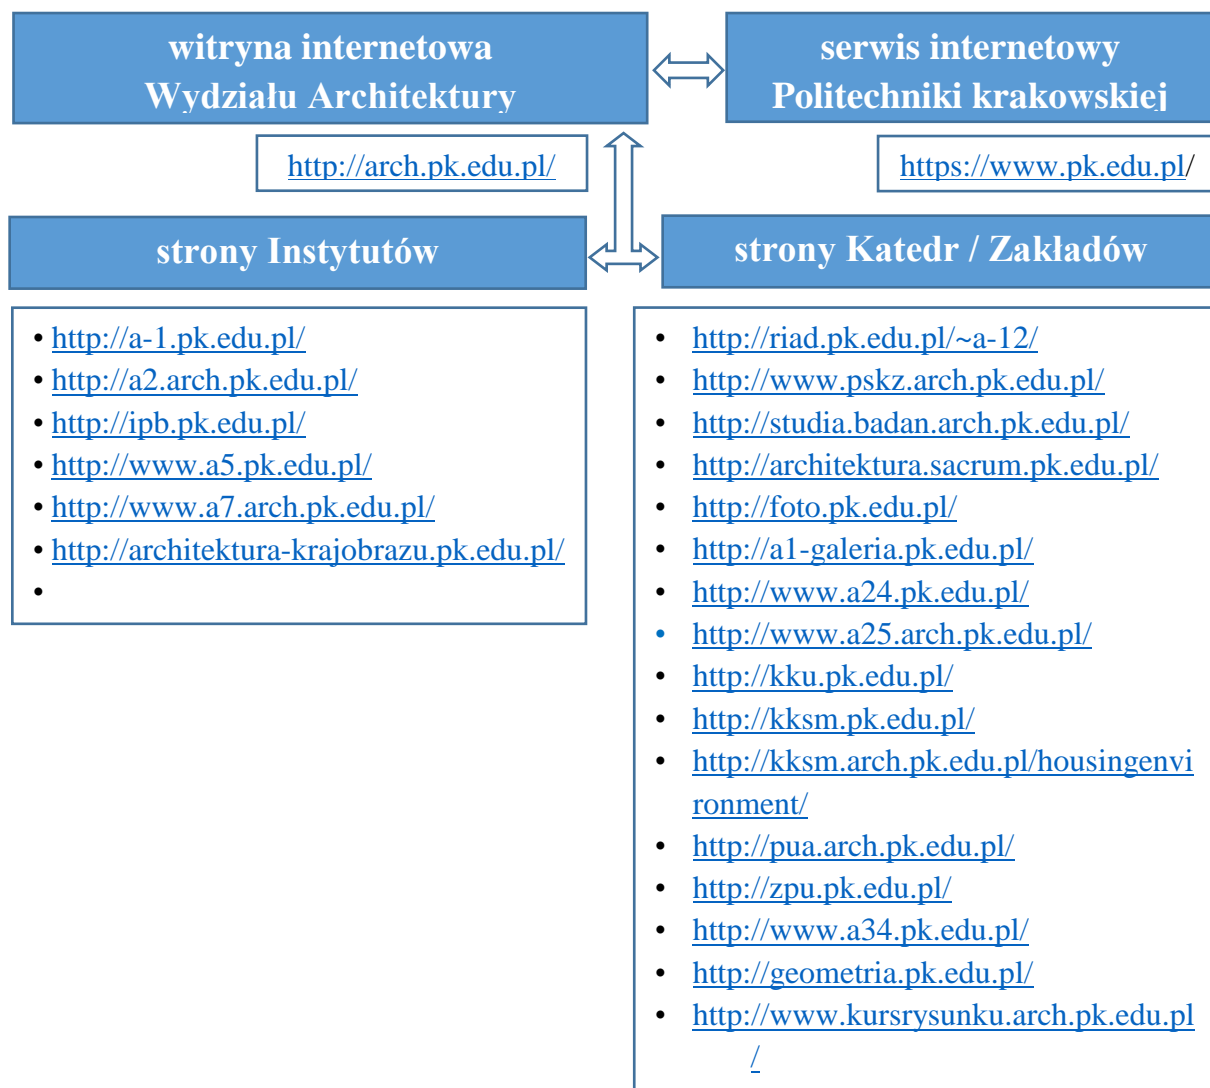 witryna internetowa
Wydziału Architektury
serwis internetowy
Politechniki krakowskiej
http://arch.pk.edu.pl/
https://www.pk.edu.pl/
strony Instytutów
strony Katedr / Zakładów
• http://a-1.pk.edu.pl/
• http://a2.arch.pk.edu.pl/
• http://ipb.pk.edu.pl/
• http://www.a5.pk.edu.pl/
• http://www.a7.arch.pk.edu.pl/
• http://architektura-krajobrazu.pk.edu.pl/
•
• http://riad.pk.edu.pl/~a-12/
• http://www.pskz.arch.pk.edu.pl/
• http://studia.badan.arch.pk.edu.pl/
• http://architektura.sacrum.pk.edu.pl/
• http://foto.pk.edu.pl/
• http://a1-galeria.pk.edu.pl/
• http://www.a24.pk.edu.pl/
• http://www.a25.arch.pk.edu.pl/
• http://kku.pk.edu.pl/
• http://kksm.pk.edu.pl/
• http://kksm.arch.pk.edu.pl/housingenvi
ronment/
• http://pua.arch.pk.edu.pl/
• http://zpu.pk.edu.pl/
• http://www.a34.pk.edu.pl/
• http://geometria.pk.edu.pl/
• http://www.kursrysunku.arch.pk.edu.pl
/